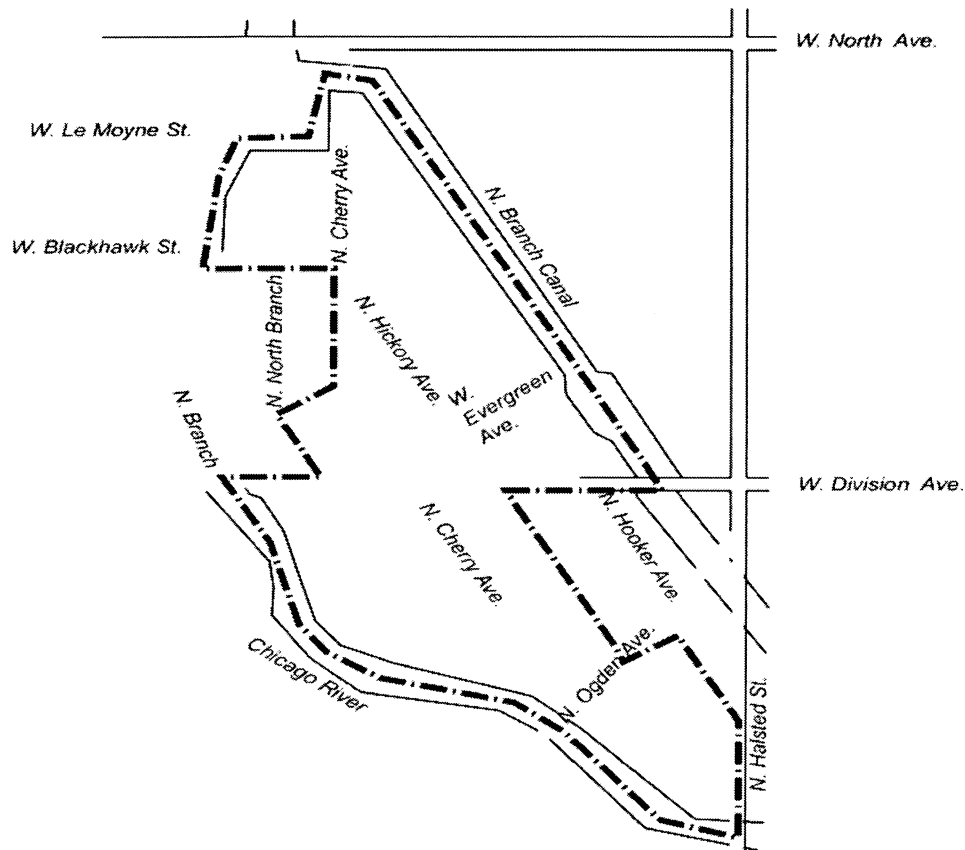 W. North Ave.
W. Le Moyne St.
N. Cherry Ave.
N. Branch Canal
W. Blackhawk St.
N. North Branch
N. Hickory Ave.
W.
Evergreen
Ave.
N. Branch
W. Division Ave.
N. Hooker Ave.
N. Cherry Ave.
Chicago River
N. Ogden Ave.
N. Halsted St.